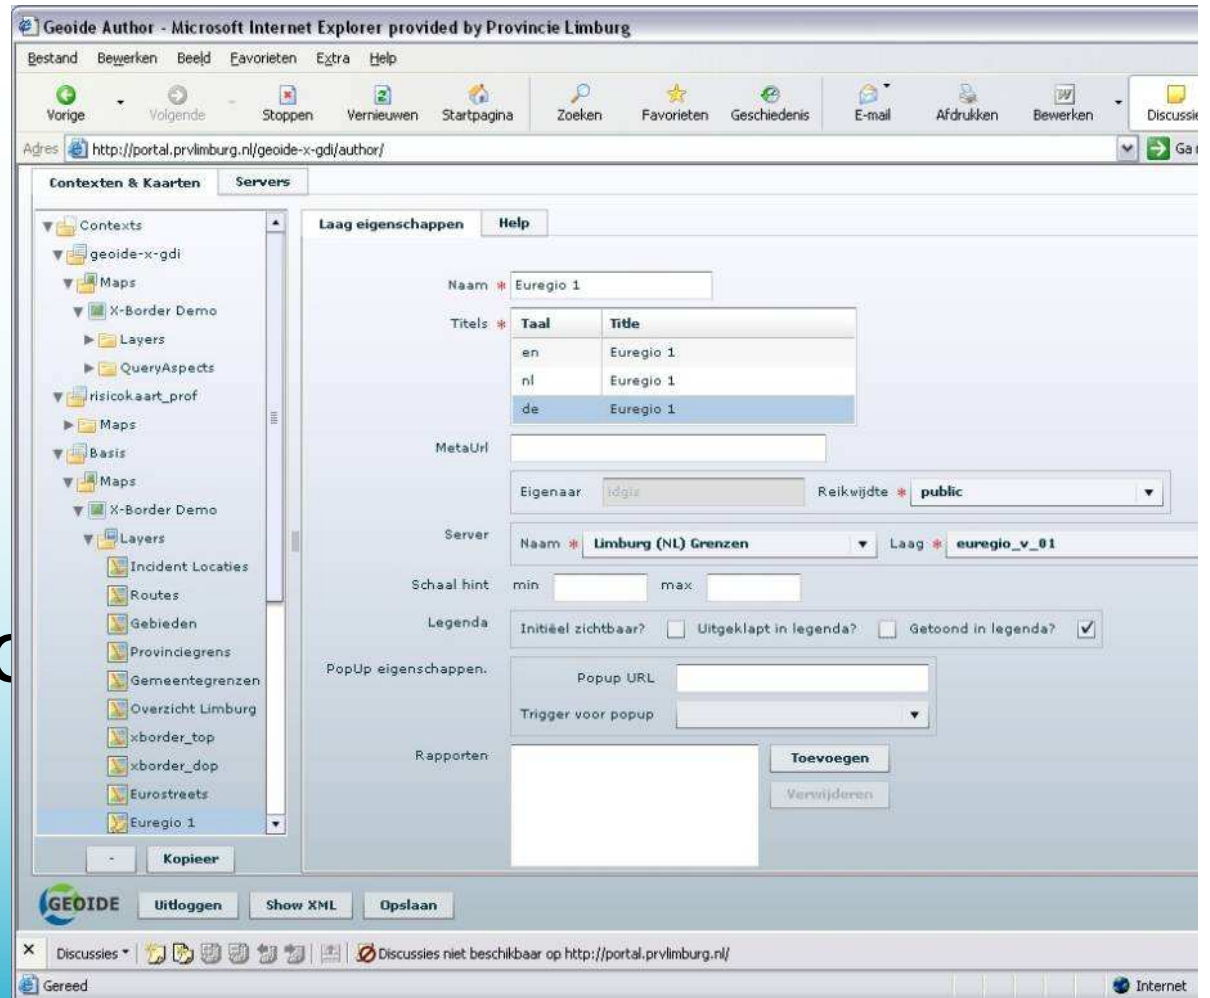 Geoide Author - Microsoft Internet Explorer provided by Provincie Limburg
Bestand Bewerken Beeld Favorieten Extra Help
Vorige Volgende Stoppen Vernieuwen Startpagina Zoeken Favorieten Geschiedenis E-mail Afdrukken Bewerken Discussie
Adres http://portal.prvlimburg.nl/geoide-x-gdi/author/ Ga
Contexten & Kaarten Servers
Laag eigenschappen Help
Contexts
geoide-x-gdi
Maps
X-Border Demo
Layers
QueryAspects
risicokaart_prof
Maps
Basis
Maps
X-Border Demo
Layers
Incident Locaties
Routes
Gebieden
Provinciegrens
Gemeentegrenzen
Overzicht Limburg
xborder_top
xborder_dop
Eurostreets
Euregio 1
- Kopieer
Naam * Euregio 1
Titels * Taal Title
en Euregio 1
nl Euregio 1
de Euregio 1
MetaUrl
Eigenaar idgis Reikwijdte * public
Server Naam * Limburg (NL) Grenzen Laag * euregio_v_01
Schaal hint min max
Legenda Initiëel zichtbaar? Uitgeklapt in legenda? Getoond in legenda?
PopUp eigenschappen. Popup URL
Trigger voor popup
Rapporten Toevoegen
Verwijderen
GEOIDE Uitloggen Show XML Opslaan
Discussies Discussies niet beschikbaar op http://portal.prvlimburg.nl/
Gereed Internet